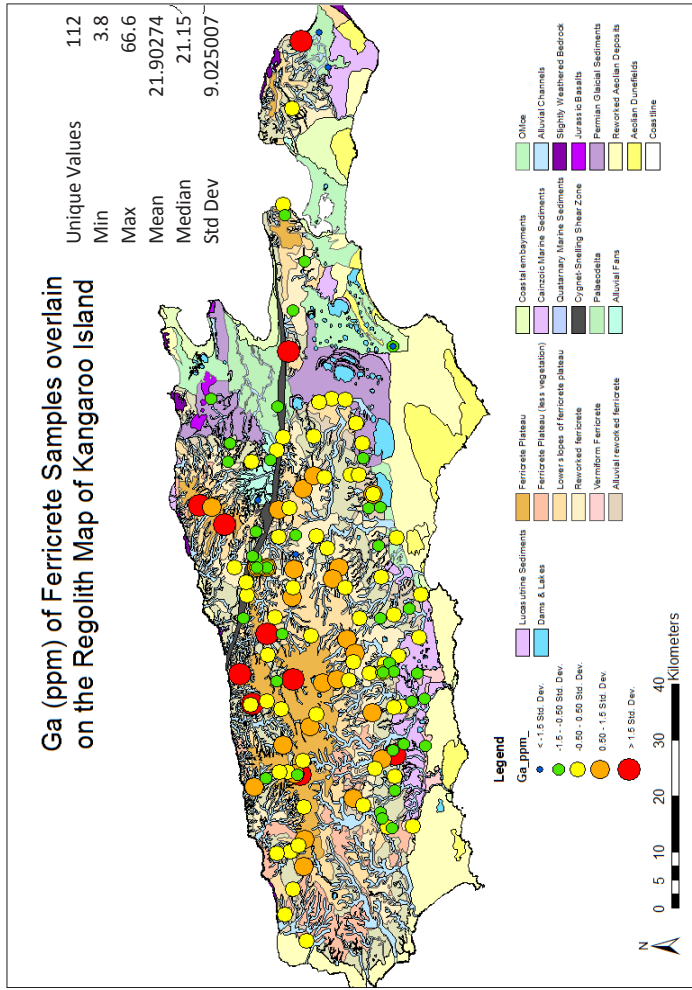 Ga (ppm) of Ferricrete Samples overlain
on the Regolith Map of Kangaroo Island
Unique Values 112
Min 3.8
Max 66.6
Mean 21.90274
Median 21.15
Std Dev 9.025007
Legend
Ga_ppm_
< -1.5 Std. Dev.
-1.5 - -0.50 Std. Dev.
-0.50 - 0.50 Std. Dev.
0.50 - 1.5 Std. Dev.
> 1.5 Std. Dev.
Lucasutrine Sediments
Dams & Lakes
Ferricrete Plateau
Ferricrete Plateau (less vegetation)
Lower slopes of ferricrete plateau
Reworked ferricrete
Vermiform Ferricrete
Alluvial reworked ferricrete
Coastal embayments
Cainzoic Marine Sediments
Quatarnary Marine Sediments
Cygnet-Snelling Shear Zone
Palaeodelta
Alluvial Fans
OMce
Alluvial Channels
Slightly Weathered Bedrock
Jurassic Basalts
Permian Glaicial Sediments
Reworked Aeolian Deposits
Aeolian Dunefields
Coastline
N
0 5 10 20 30 40
Kilometers